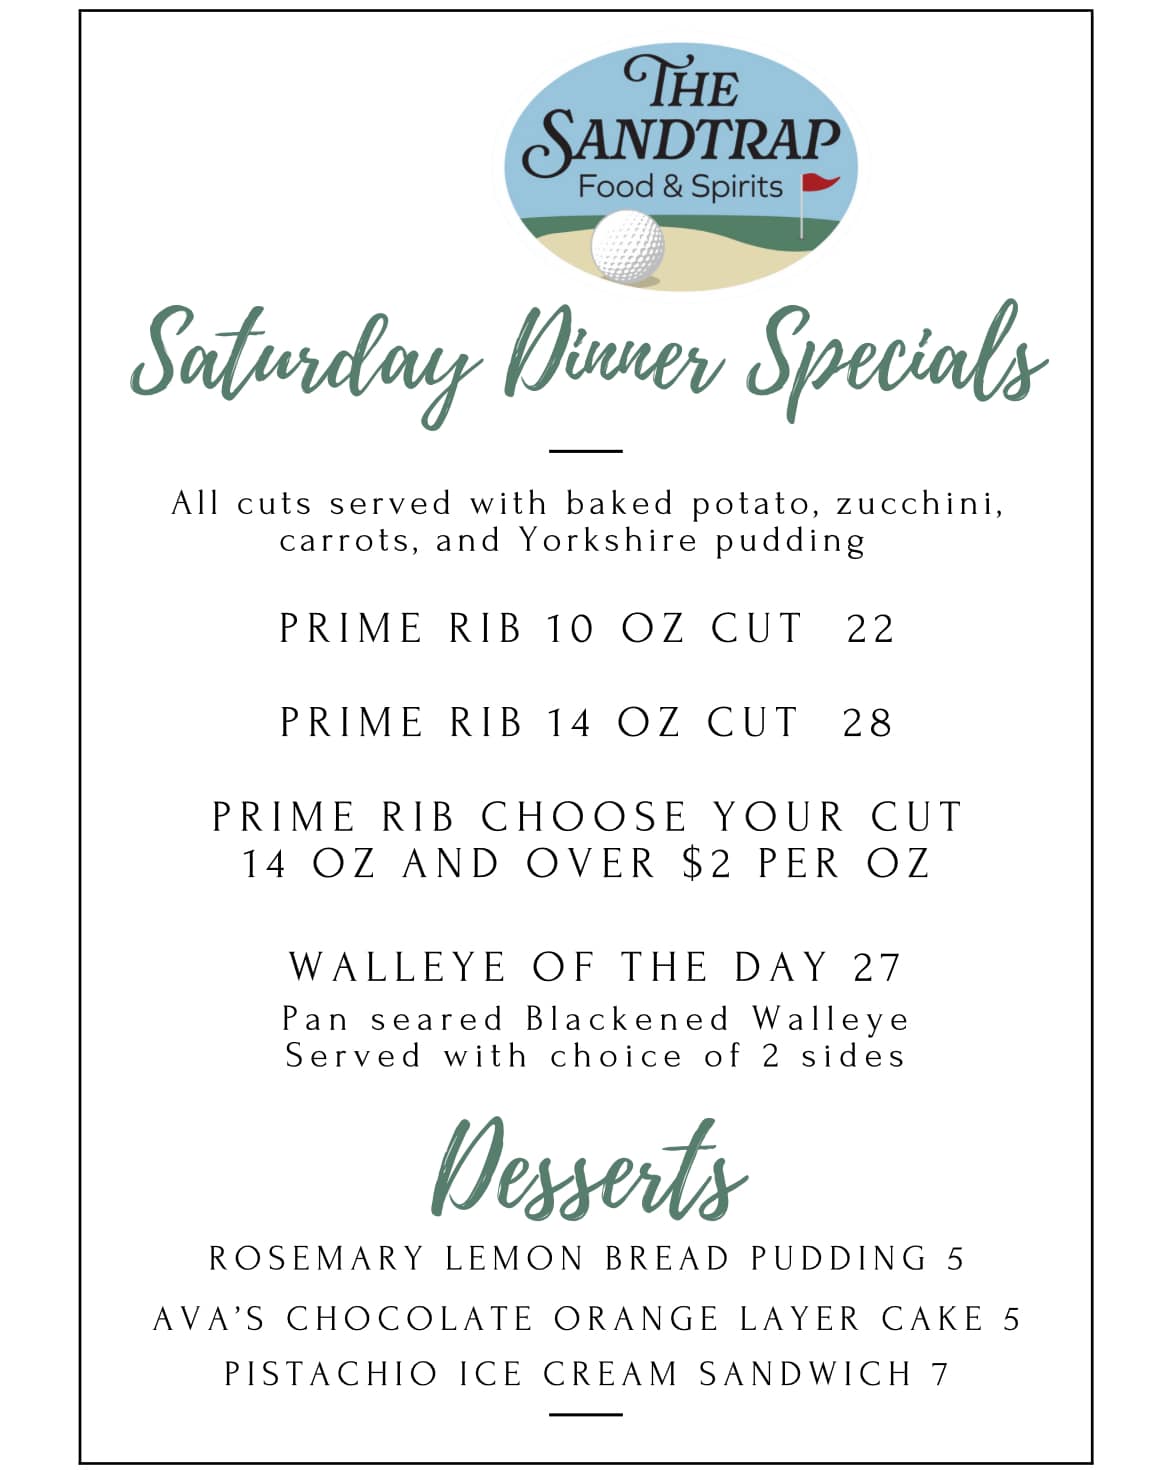 THE
SANDTRAP
Food & Spirits
Saturday Dinner Specials
All cuts served with baked potato, zucchini,
carrots, and Yorkshire pudding
PRIME RIB 10 OZ CUT 22
PRIME RIB 14 OZ CUT 28
PRIME RIB CHOOSE YOUR CUT
14 OZ AND OVER $2 PER OZ
WALLEYE OF THE DAY 27
Pan seared Blackened Walleye
Served with choice of 2 sides
Desserts
ROSEMARY LEMON BREAD PUDDING 5
AVA'S CHOCOLATE ORANGE LAYER CAKE 5
PISTACHIO ICE CREAM SANDWICH 7